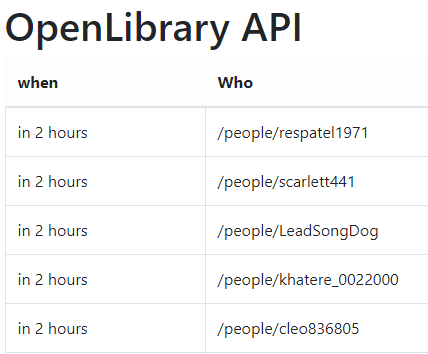 OpenLibrary API
when Who
in 2 hours /people/respatel1971
in 2 hours /people/scarlett441
in 2 hours /people/LeadSongDog
in 2 hours /people/khatere_0022000
in 2 hours /people/cleo836805